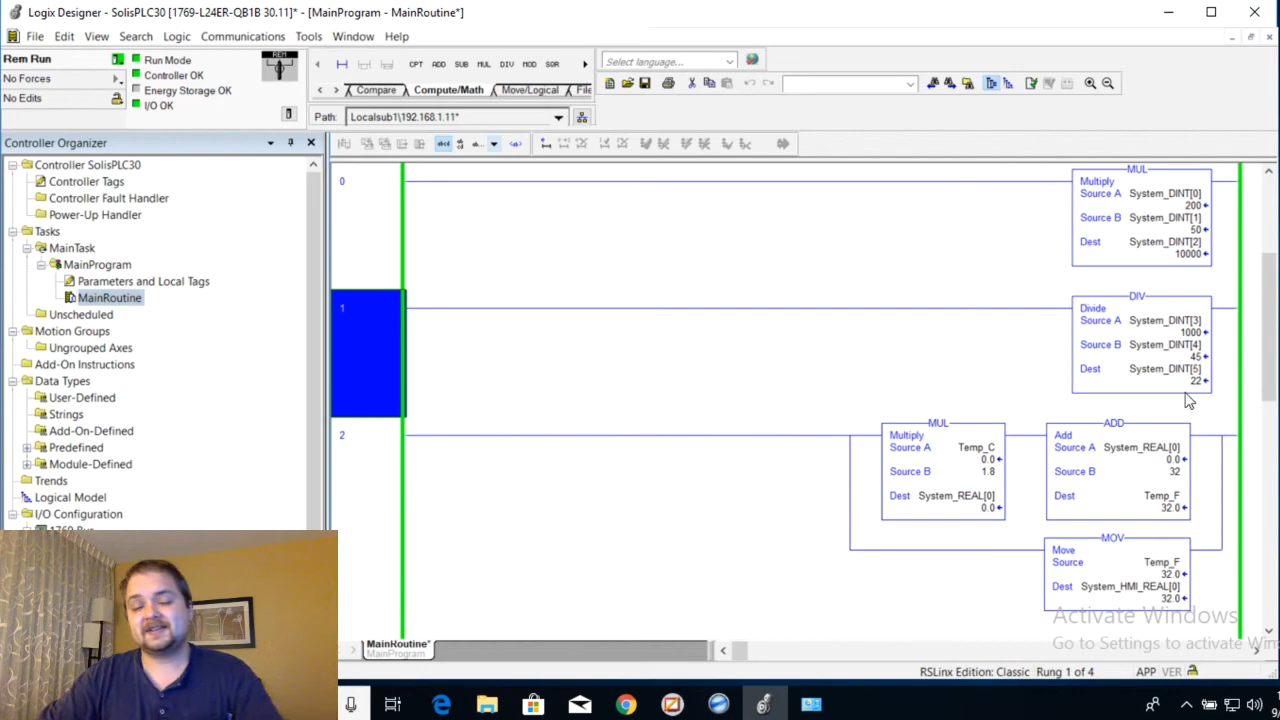 Logix Designer - SolisPLC30 [1769-L24ER-QB1B 30.11]* - [MainProgram - MainRoutine*]
File Edit View Search Logic Communications Tools Window Help
Rem Run
No Forces
No Edits
Run Mode
Controller OK
Energy Storage OK
I/O OK
REM
CPT ADD SUB MUL DIV MOD SQR
Compare Compute/Math Move/Logical File
Select language...
Path: Localsub1\192.168.1.11*
Controller Organizer
Controller SolisPLC30
Controller Tags
Controller Fault Handler
Power-Up Handler
Tasks
MainTask
MainProgram
Parameters and Local Tags
MainRoutine
Unscheduled
Motion Groups
Ungrouped Axes
Add-On Instructions
Data Types
User-Defined
Strings
Add-On-Defined
Predefined
Module-Defined
Trends
Logical Model
I/O Configuration
1769 Bus
0
MUL
Multiply
Source A System_DINT[0]
200
Source B System_DINT[1]
50
Dest System_DINT[2]
10000
1
DIV
Divide
Source A System_DINT[3]
1000
Source B System_DINT[4]
45
Dest System_DINT[5]
22
2
MUL
Multiply
Source A Temp_C
0.0
Source B 1.8
Dest System_REAL[0]
0.0
ADD
Add
Source A System_REAL[0]
0.0
Source B 32
Dest Temp_F
32.0
MOV
Move
Source Temp_F
32.0
Dest System_HMI_REAL[0]
32.0
Activate Windows
Go to Settings to activate Win
MainRoutine*
MainProgram
RSLinx Edition: Classic Rung 1 of 4 APP VER